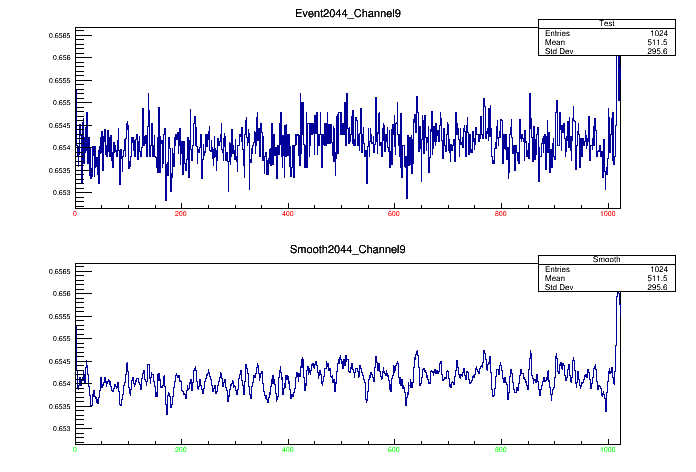 Event2044_Channel9
Test
Entries 1024
Mean 511.5
Std Dev 295.6
0.6565
0.656
0.6555
0.655
0.6545
0.654
0.6535
0.653
0 200 400 600 800 1000
Smooth2044_Channel9
Smooth
Entries 1024
Mean 511.5
Std Dev 295.6
0.6565
0.656
0.6555
0.655
0.6545
0.654
0.6535
0.653
0 200 400 600 800 1000